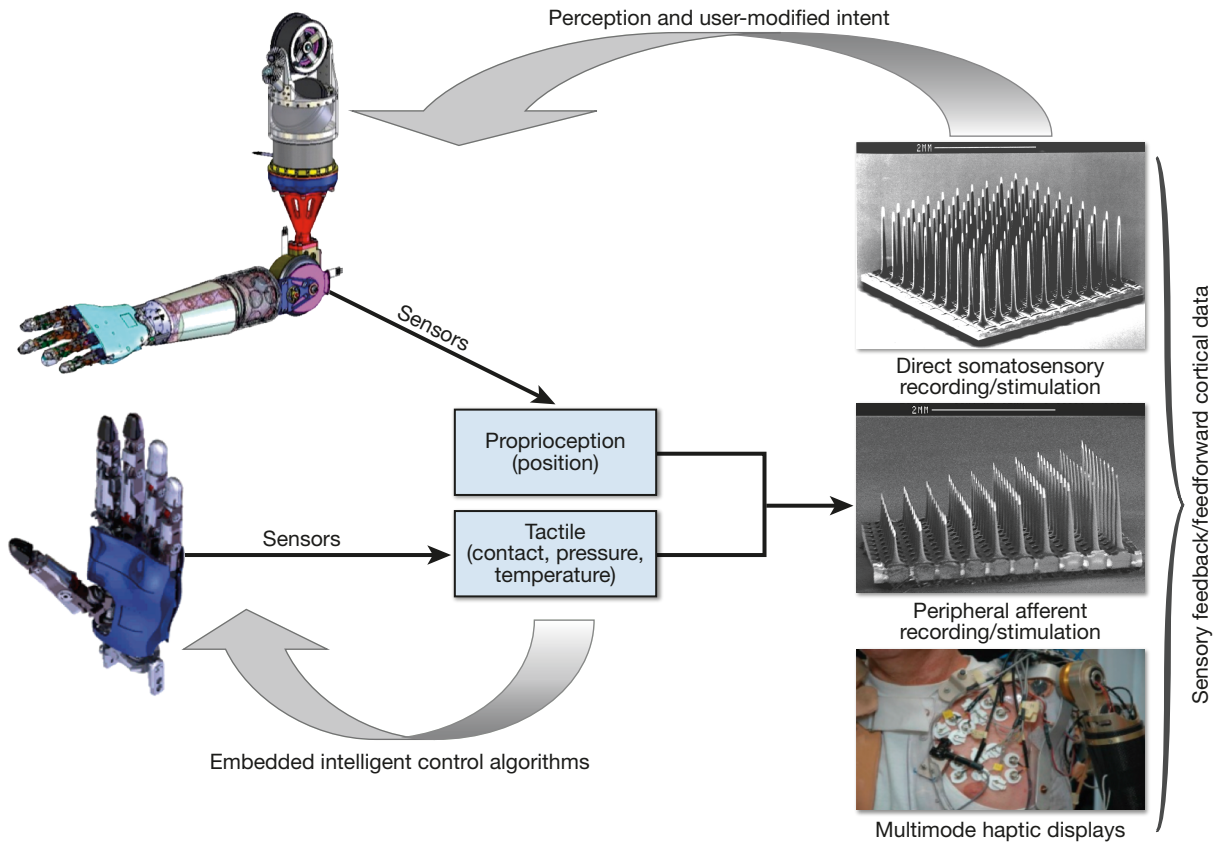 Perception and user-modified intent
2MM
Direct somatosensory
recording/stimulation
Sensors
Proprioception
(position)
2MM
Sensors
Tactile
(contact, pressure,
temperature)
Peripheral afferent
recording/stimulation
Embedded intelligent control algorithms
Multimode haptic displays
Sensory feedback/feedforward cortical data